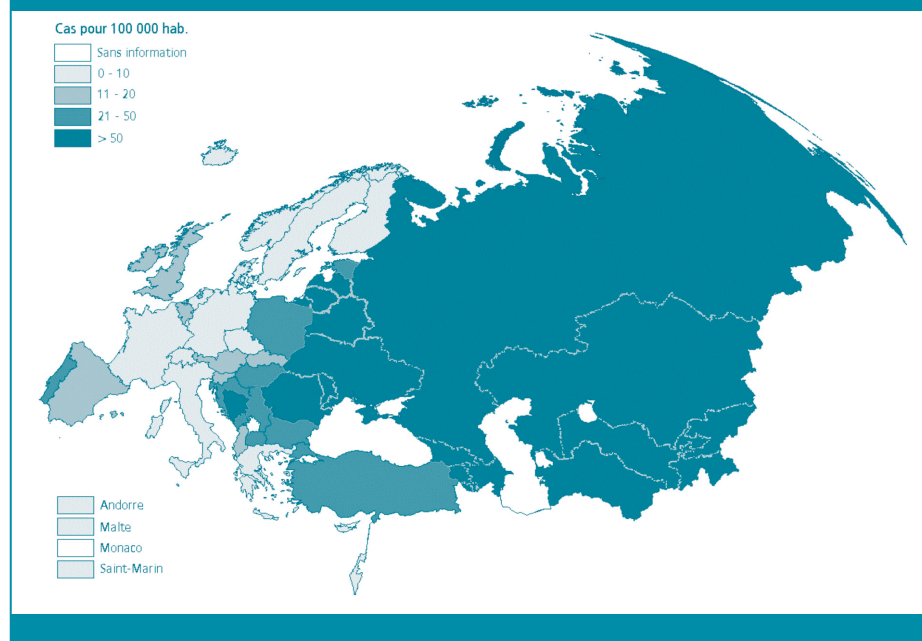 Cas pour 100 000 hab.
Sans information
0 - 10
11 - 20
21 - 50
> 50
Andorre
Malte
Monaco
Saint-Marin